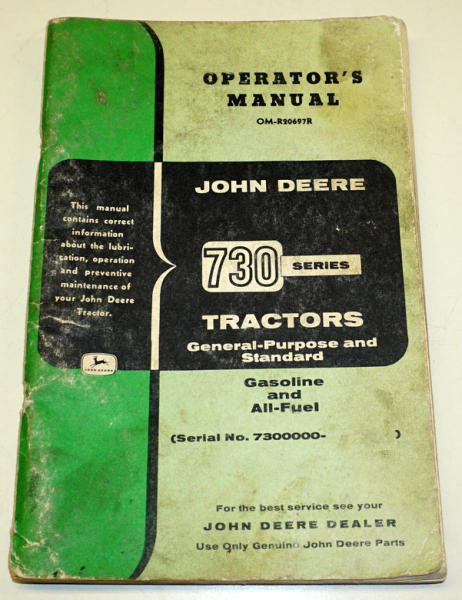 OPERATOR'S
MANUAL
OM-R20697R
This manual
contains correct
information
about the lubri-
cation, operation
and preventive
maintenance of
your John Deere
Tractor.
JOHN DEERE
JOHN DEERE
730 SERIES
TRACTORS
General-Purpose and
Standard
Gasoline
and
All-Fuel
(Serial No. 7300000- )
For the best service see your
JOHN DEERE DEALER
Use Only Genuine John Deere Parts